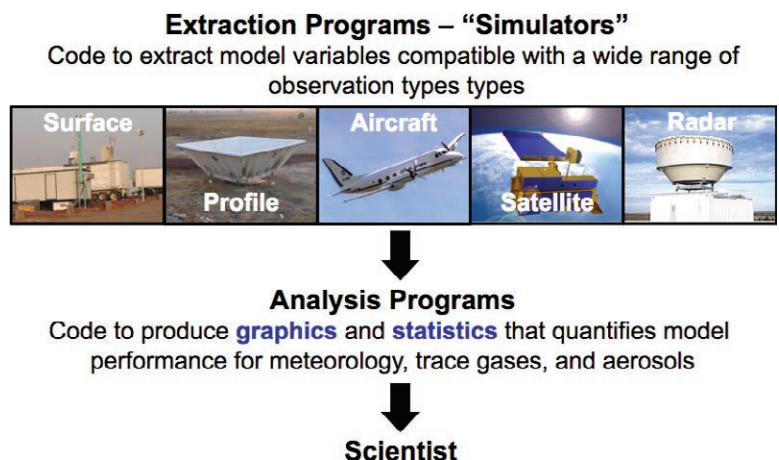 Extraction Programs – “Simulators”
Code to extract model variables compatible with a wide range of
observation types types
Surface
Profile
Aircraft
Satellite
Radar
Analysis Programs
Code to produce graphics and statistics that quantifies model
performance for meteorology, trace gases, and aerosols
Scientist